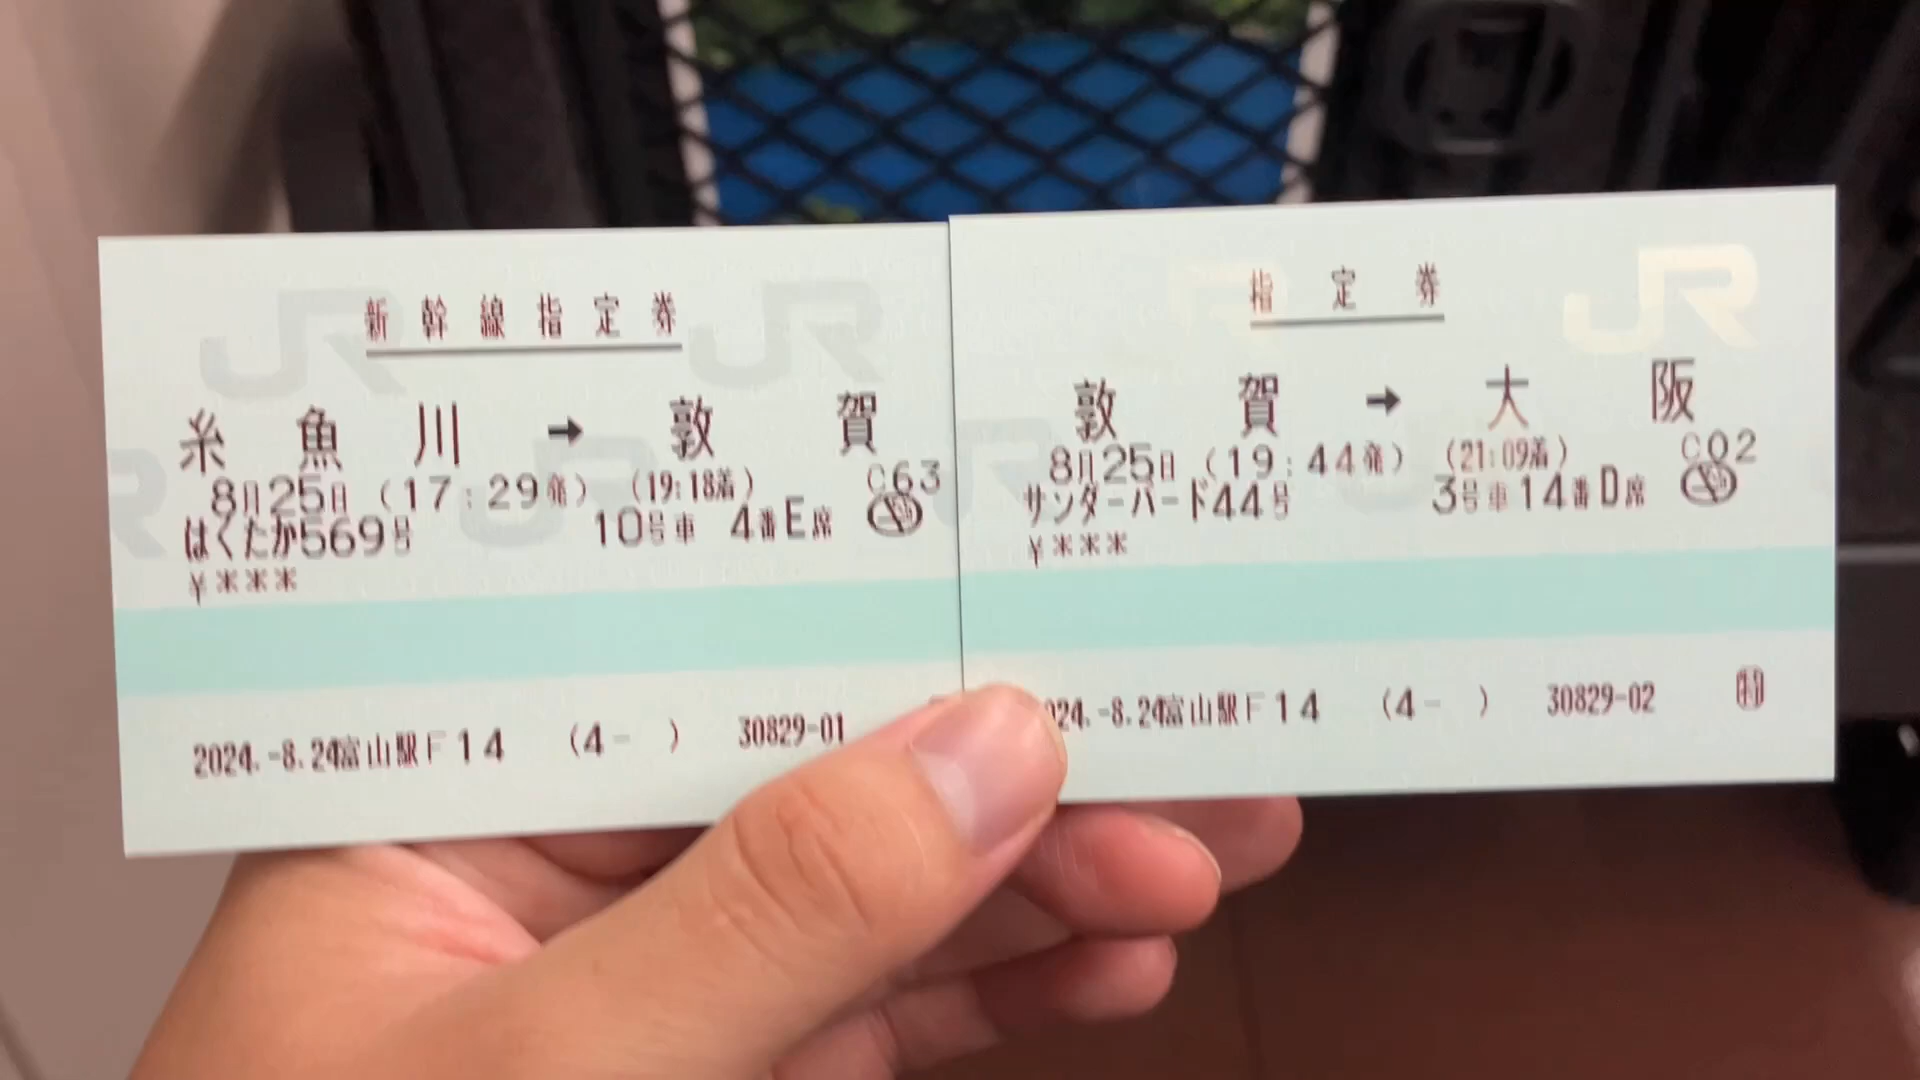 新幹線指定券
糸魚川 → 敦賀
8月25日 (17:29発) (19:18着) C63
はくたか569号 10号車 4番E席
¥***
2024.-8.24富山駅F14 (4- ) 30829-01
指定券
敦賀 → 大阪
8月25日 (19:44発) (21:09着) C02
サンダーバード44号 3号車14番D席
¥***
024.-8.24富山駅F14 (4- ) 30829-02
JR
JR
JR